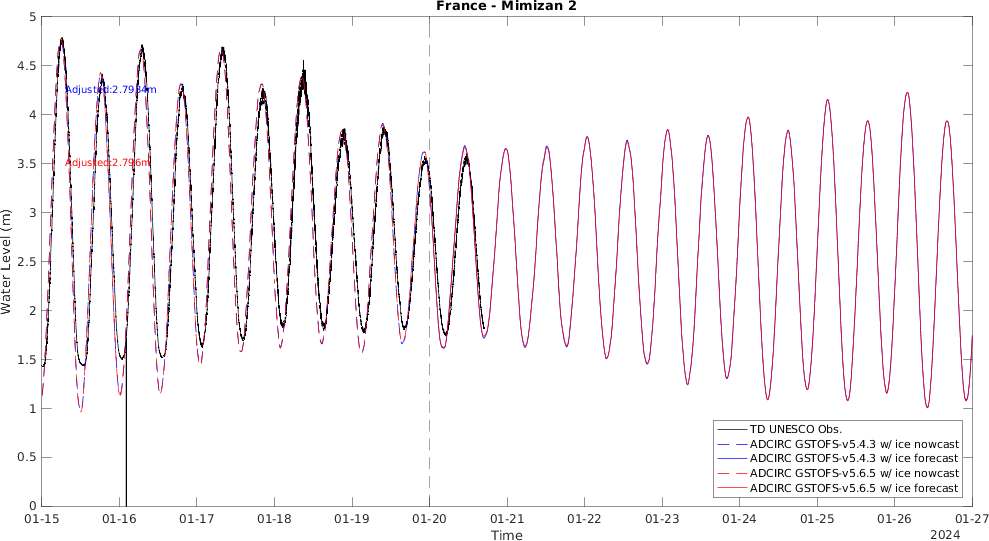 France - Mimizan 2
Water Level (m)
5
4.5
4
3.5
3
2.5
2
1.5
1
0.5
0
Adjusted:2.7934m
Adjusted:2.796m
TD UNESCO Obs.
ADCIRC GSTOFS-v5.4.3 w/ ice nowcast
ADCIRC GSTOFS-v5.4.3 w/ ice forecast
ADCIRC GSTOFS-v5.6.5 w/ ice nowcast
ADCIRC GSTOFS-v5.6.5 w/ ice forecast
01-15 01-16 01-17 01-18 01-19 01-20 01-21 01-22 01-23 01-24 01-25 01-26 01-27
Time
2024